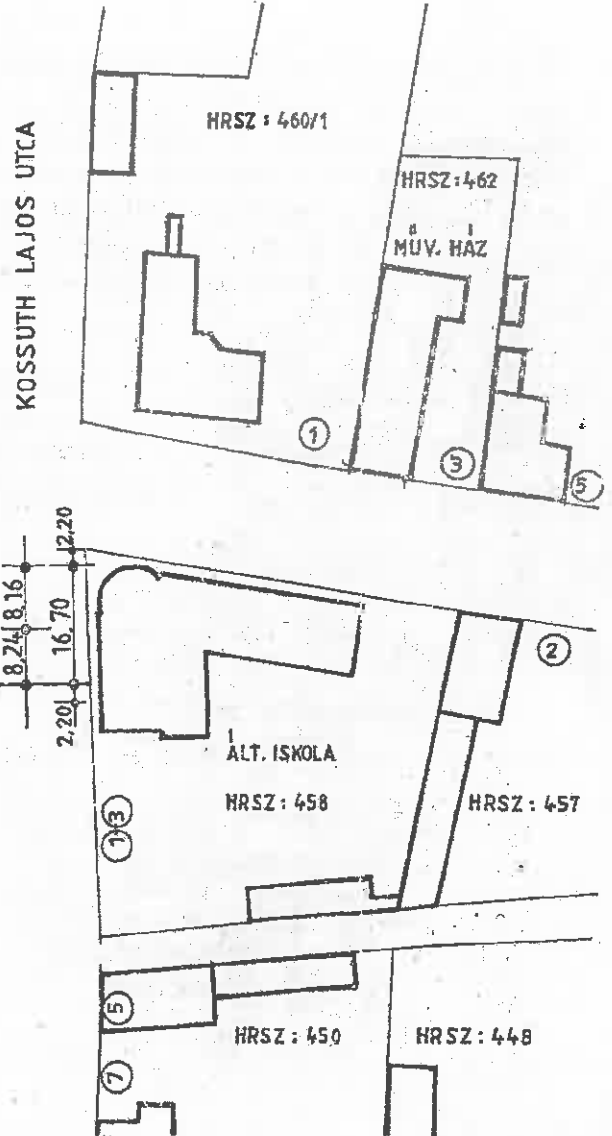 KOSSUTH LAJOS UTCA
HRSZ: 460/1
HRSZ:462
MŰV. HÁZ
1
3
5
2,20
8,24 8,16
16,70
2,20
2
ÁLT. ISKOLA
HRSZ: 458
HRSZ: 457
1-3
5
HRSZ: 450
HRSZ: 448
7